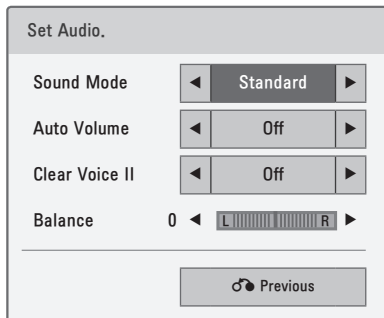 Set Audio.
Sound Mode ◄ Standard ►
Auto Volume ◄ Off ►
Clear Voice II ◄ Off ►
Balance 0 ◄ L R ►
Previous